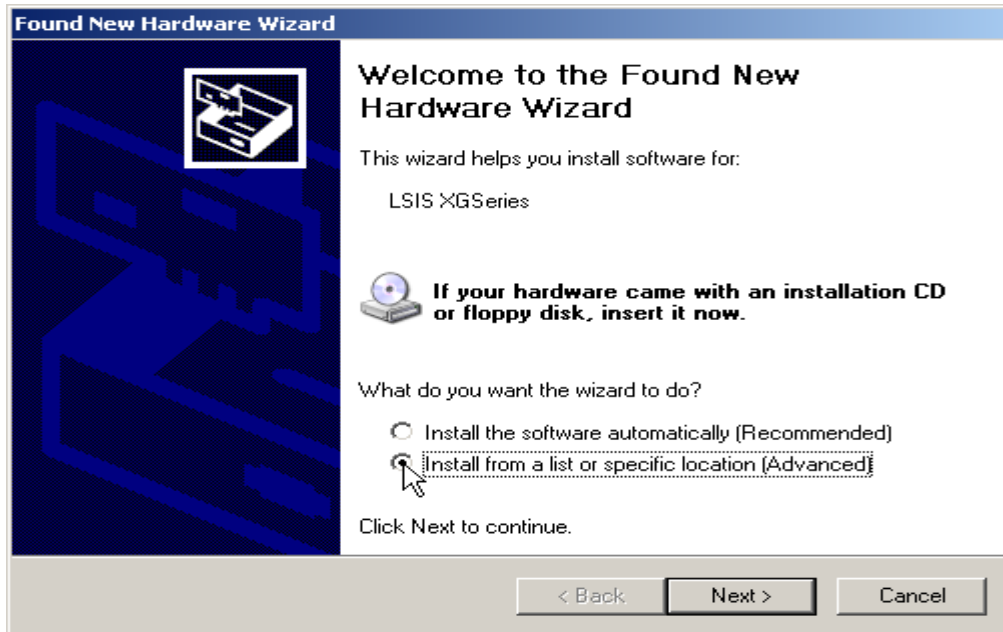 Found New Hardware Wizard
Welcome to the Found New
Hardware Wizard
This wizard helps you install software for:
LSIS XGSeries
If your hardware came with an installation CD
or floppy disk, insert it now.
What do you want the wizard to do?
Install the software automatically (Recommended)
Install from a list or specific location (Advanced)
Click Next to continue.
< Back
Next >
Cancel